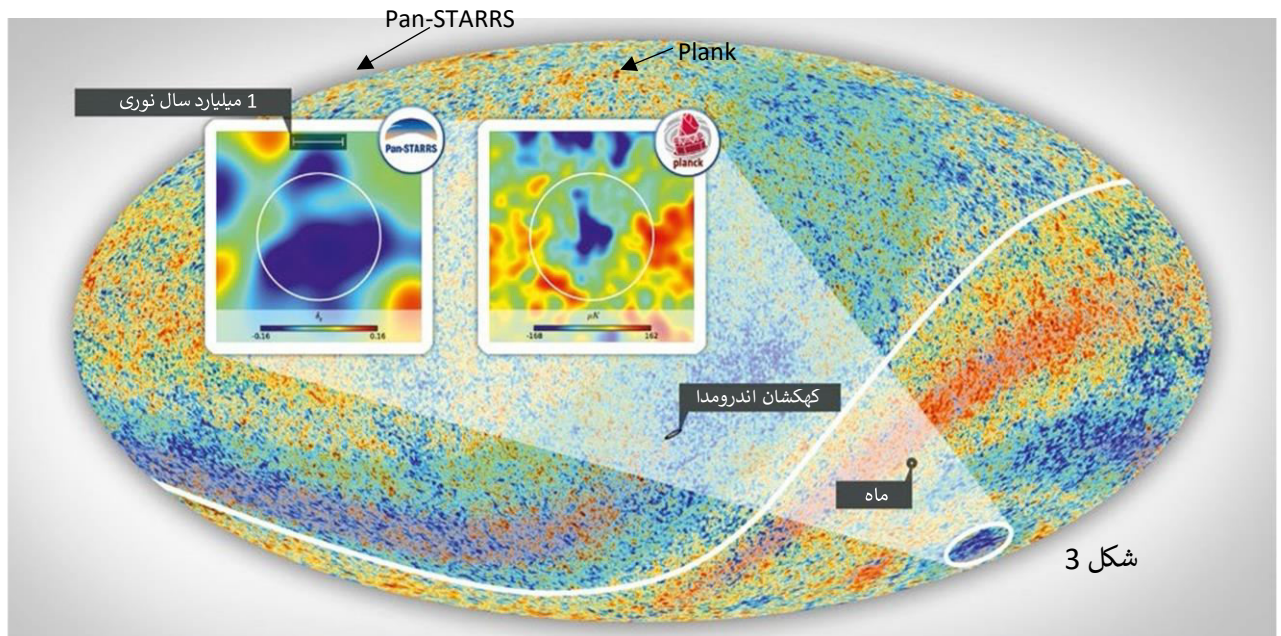 Pan-STARRS
Plank
1 میلیارد سال نوری
Pan-STARRS
planck
-0.16
0.16
μK
-168
162
کهکشان اندرومدا
ماه
شکل 3